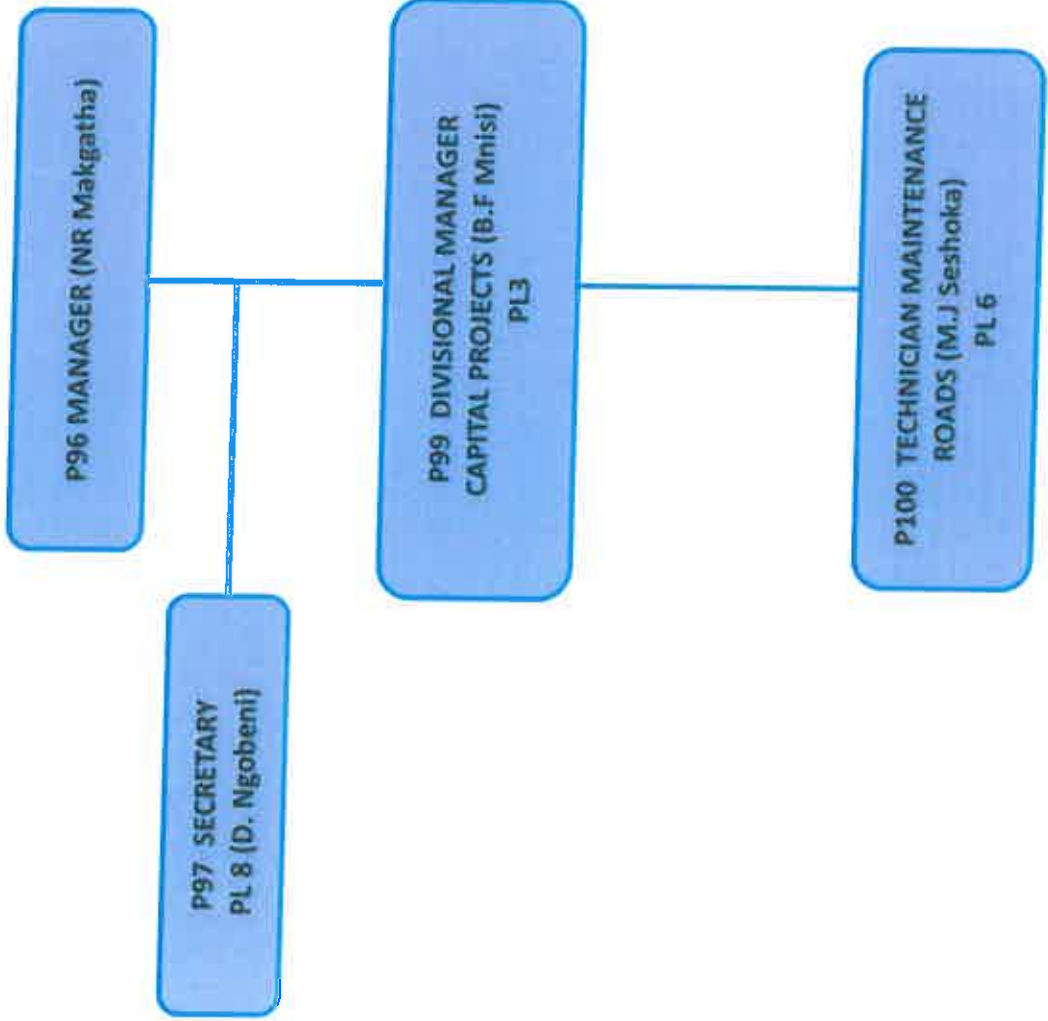 P96 MANAGER (NR Makgatha)
P97 SECRETARY
PL 8 (D. Ngobeni)
P99 DIVISIONAL MANAGER
CAPITAL PROJECTS (B.F Mnisi)
PL3
P100 TECHNICIAN MAINTENANCE
ROADS (M.J Seshoka)
PL 6